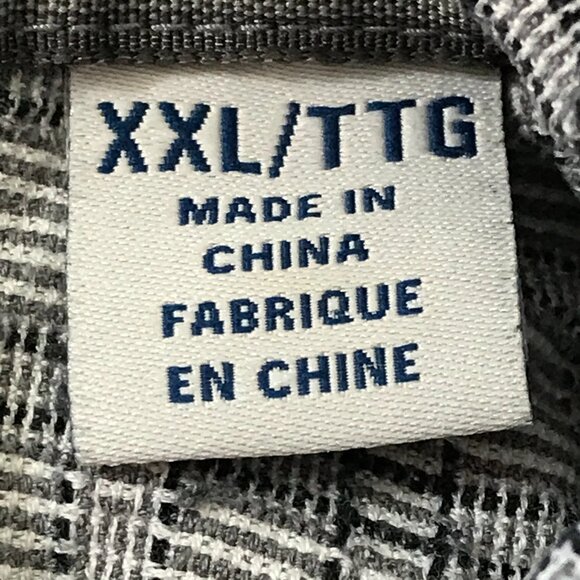 XXL/TTG
MADE IN
CHINA
FABRIQUE
EN CHINE